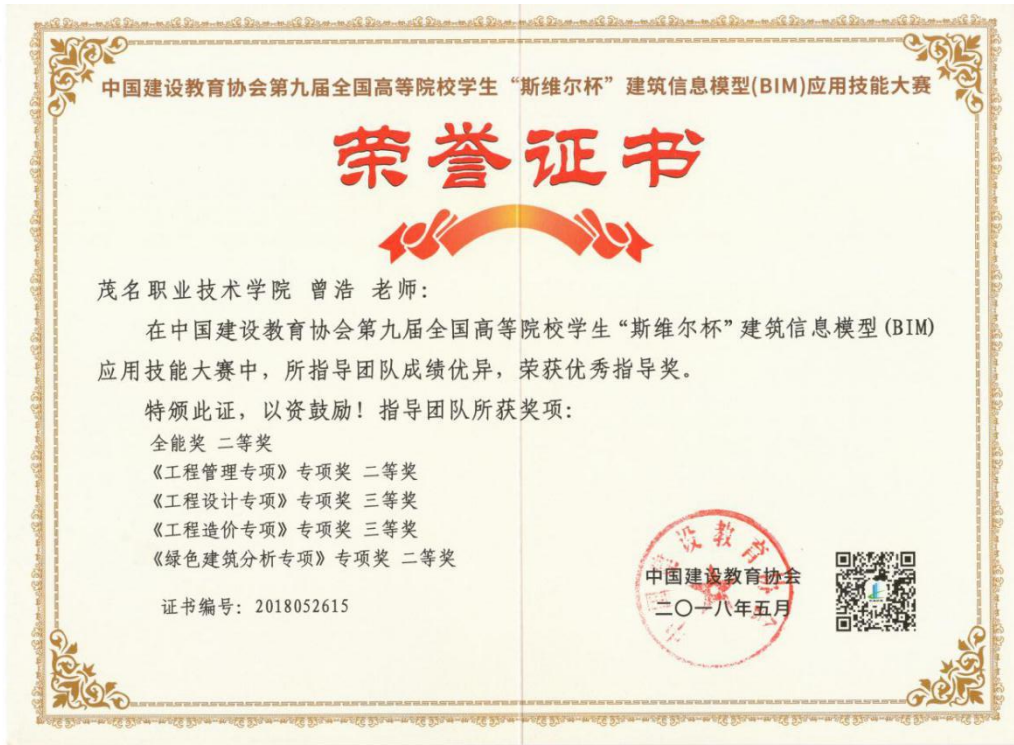 中国建设教育协会第九届全国高等院校学生“斯维尔杯”建筑信息模型(BIM)应用技能大赛
荣誉证书
茂名职业技术学院 曾浩 老师：
在中国建设教育协会第九届全国高等院校学生“斯维尔杯”建筑信息模型(BIM)
应用技能大赛中，所指导团队成绩优异，荣获优秀指导奖。
特颁此证，以资鼓励！指导团队所获奖项：
全能奖 二等奖
《工程管理专项》专项奖 二等奖
《工程设计专项》专项奖 三等奖
《工程造价专项》专项奖 三等奖
《绿色建筑分析专项》专项奖 二等奖
证书编号：2018052615
中国建设教育协会
中国建设教育协会
二〇一八年五月